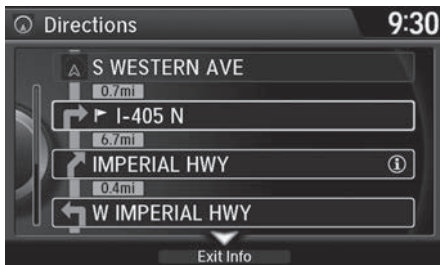 Directions
9:30
S WESTERN AVE
0.7mi
I-405 N
6.7mi
IMPERIAL HWY
0.4mi
W IMPERIAL HWY
Exit Info